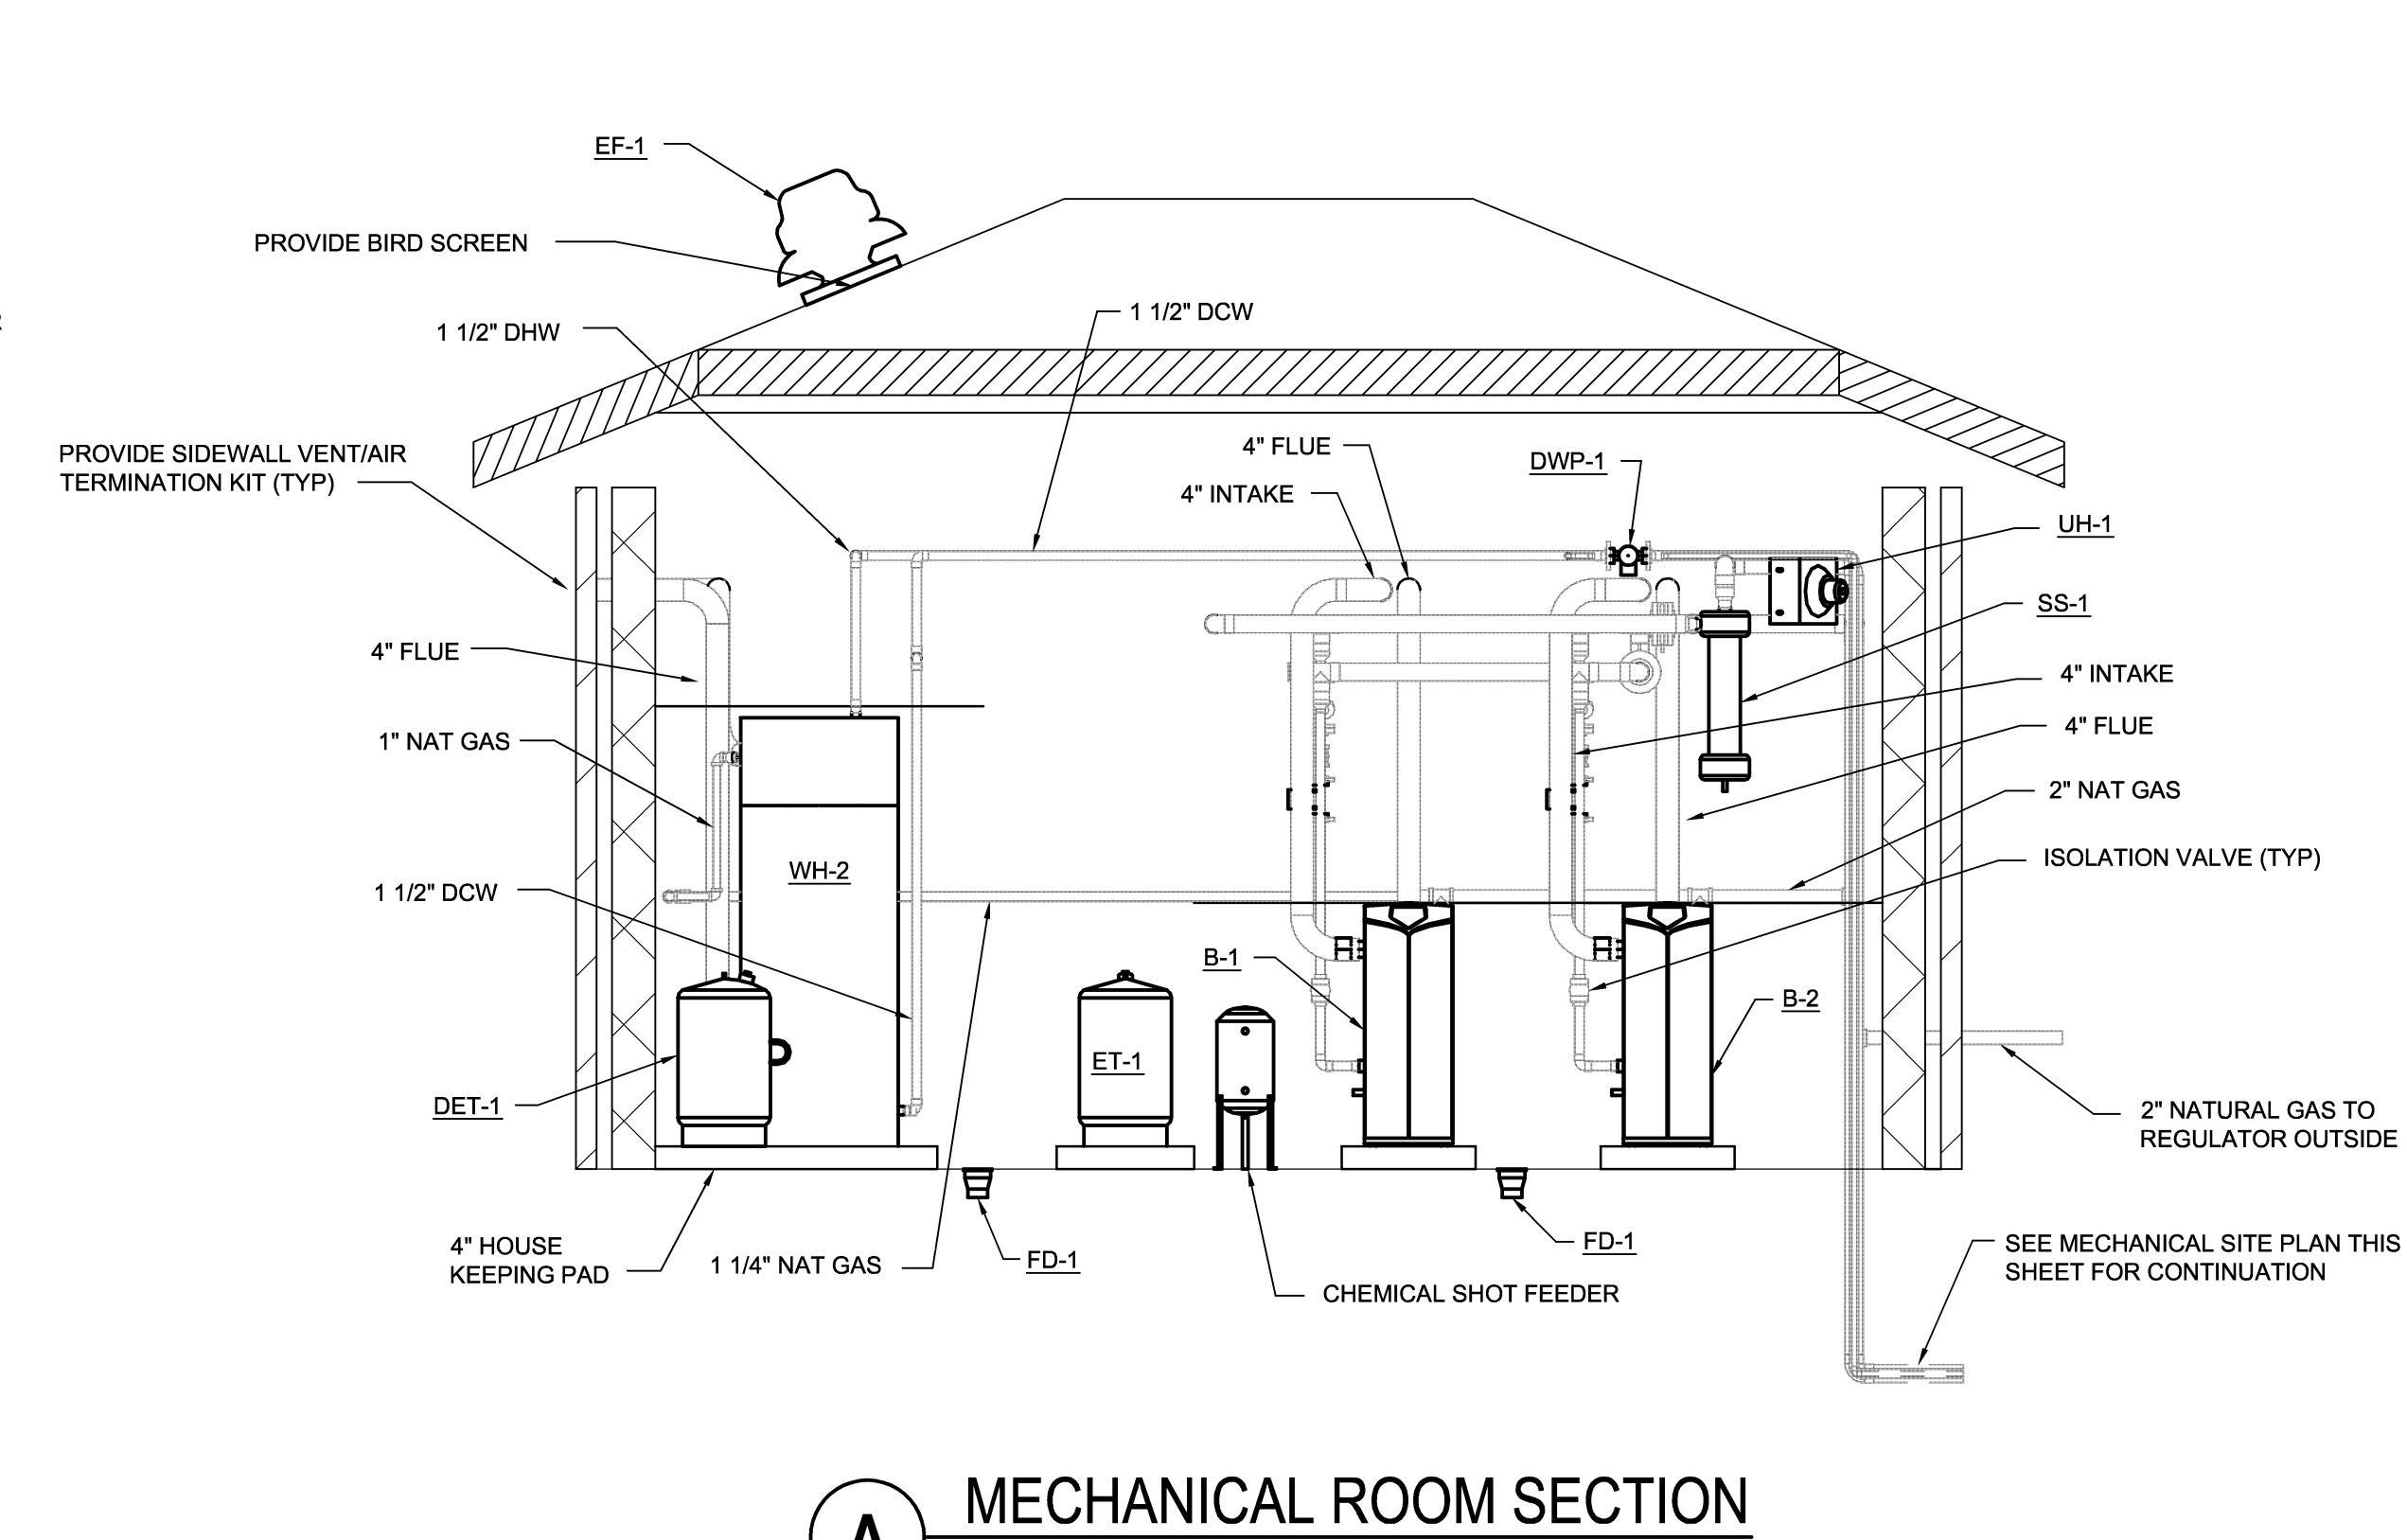 EF-1
PROVIDE BIRD SCREEN
1 1/2" DHW
1 1/2" DCW
PROVIDE SIDEWALL VENT/AIR
TERMINATION KIT (TYP)
4" FLUE
4" INTAKE
DWP-1
UH-1
SS-1
4" FLUE
4" INTAKE
4" FLUE
1" NAT GAS
2" NAT GAS
ISOLATION VALVE (TYP)
WH-2
1 1/2" DCW
B-1
B-2
ET-1
DET-1
2" NATURAL GAS TO
REGULATOR OUTSIDE
4" HOUSE
KEEPING PAD
1 1/4" NAT GAS
FD-1
FD-1
CHEMICAL SHOT FEEDER
SEE MECHANICAL SITE PLAN THIS
SHEET FOR CONTINUATION
A
MECHANICAL ROOM SECTION